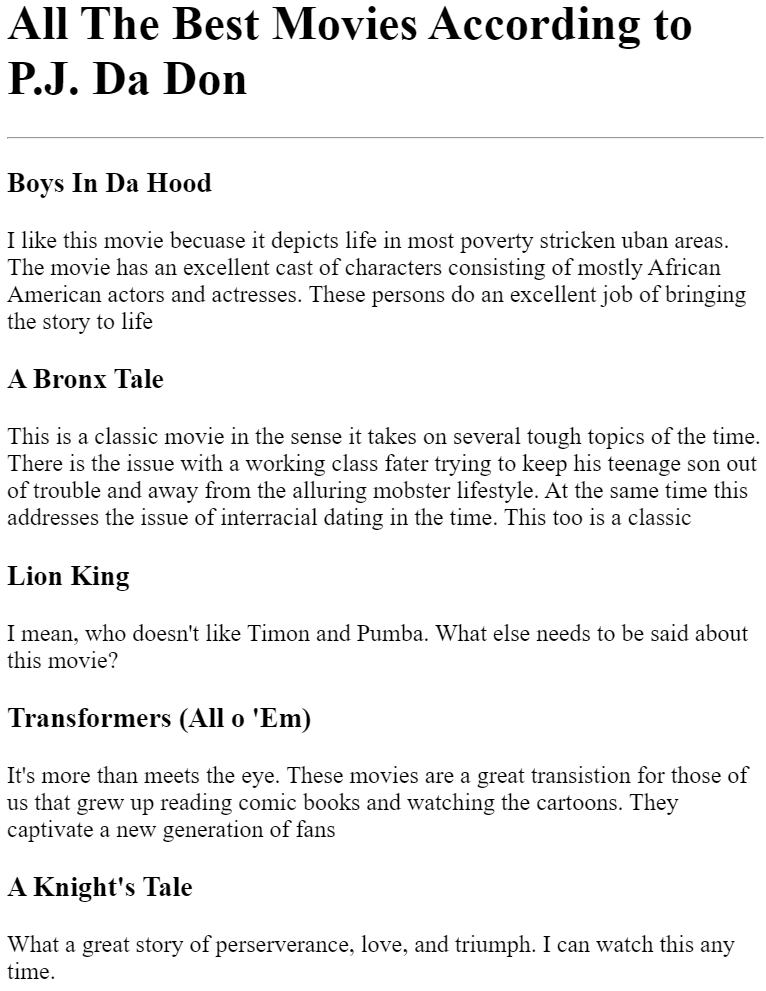 All The Best Movies According to
P.J. Da Don
Boys In Da Hood
I like this movie becuase it depicts life in most poverty stricken uban areas.
The movie has an excellent cast of characters consisting of mostly African
American actors and actresses. These persons do an excellent job of bringing
the story to life
A Bronx Tale
This is a classic movie in the sense it takes on several tough topics of the time.
There is the issue with a working class fater trying to keep his teenage son out
of trouble and away from the alluring mobster lifestyle. At the same time this
addresses the issue of interracial dating in the time. This too is a classic
Lion King
I mean, who doesn't like Timon and Pumba. What else needs to be said about
this movie?
Transformers (All o 'Em)
It's more than meets the eye. These movies are a great transistion for those of
us that grew up reading comic books and watching the cartoons. They
captivate a new generation of fans
A Knight's Tale
What a great story of perserverance, love, and triumph. I can watch this any
time.